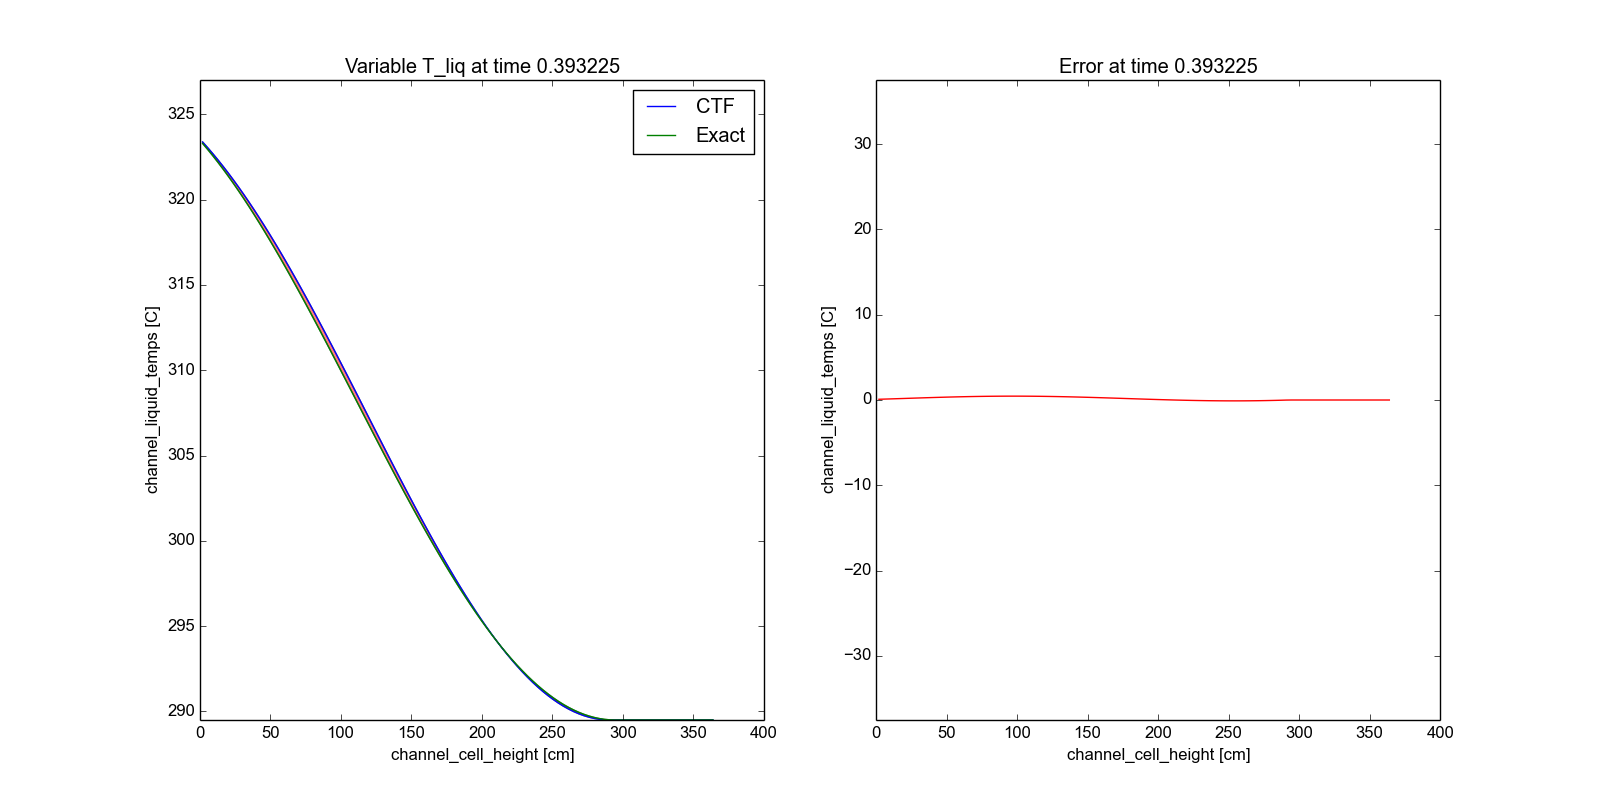 Variable T_liq at time 0.393225
CTF
Exact
325
320
315
310
305
300
295
290
channel_liquid_temps [C]
0 50 100 150 200 250 300 350 400
channel_cell_height [cm]
Error at time 0.393225
30
20
10
0
−10
−20
−30
channel_liquid_temps [C]
0 50 100 150 200 250 300 350 400
channel_cell_height [cm]